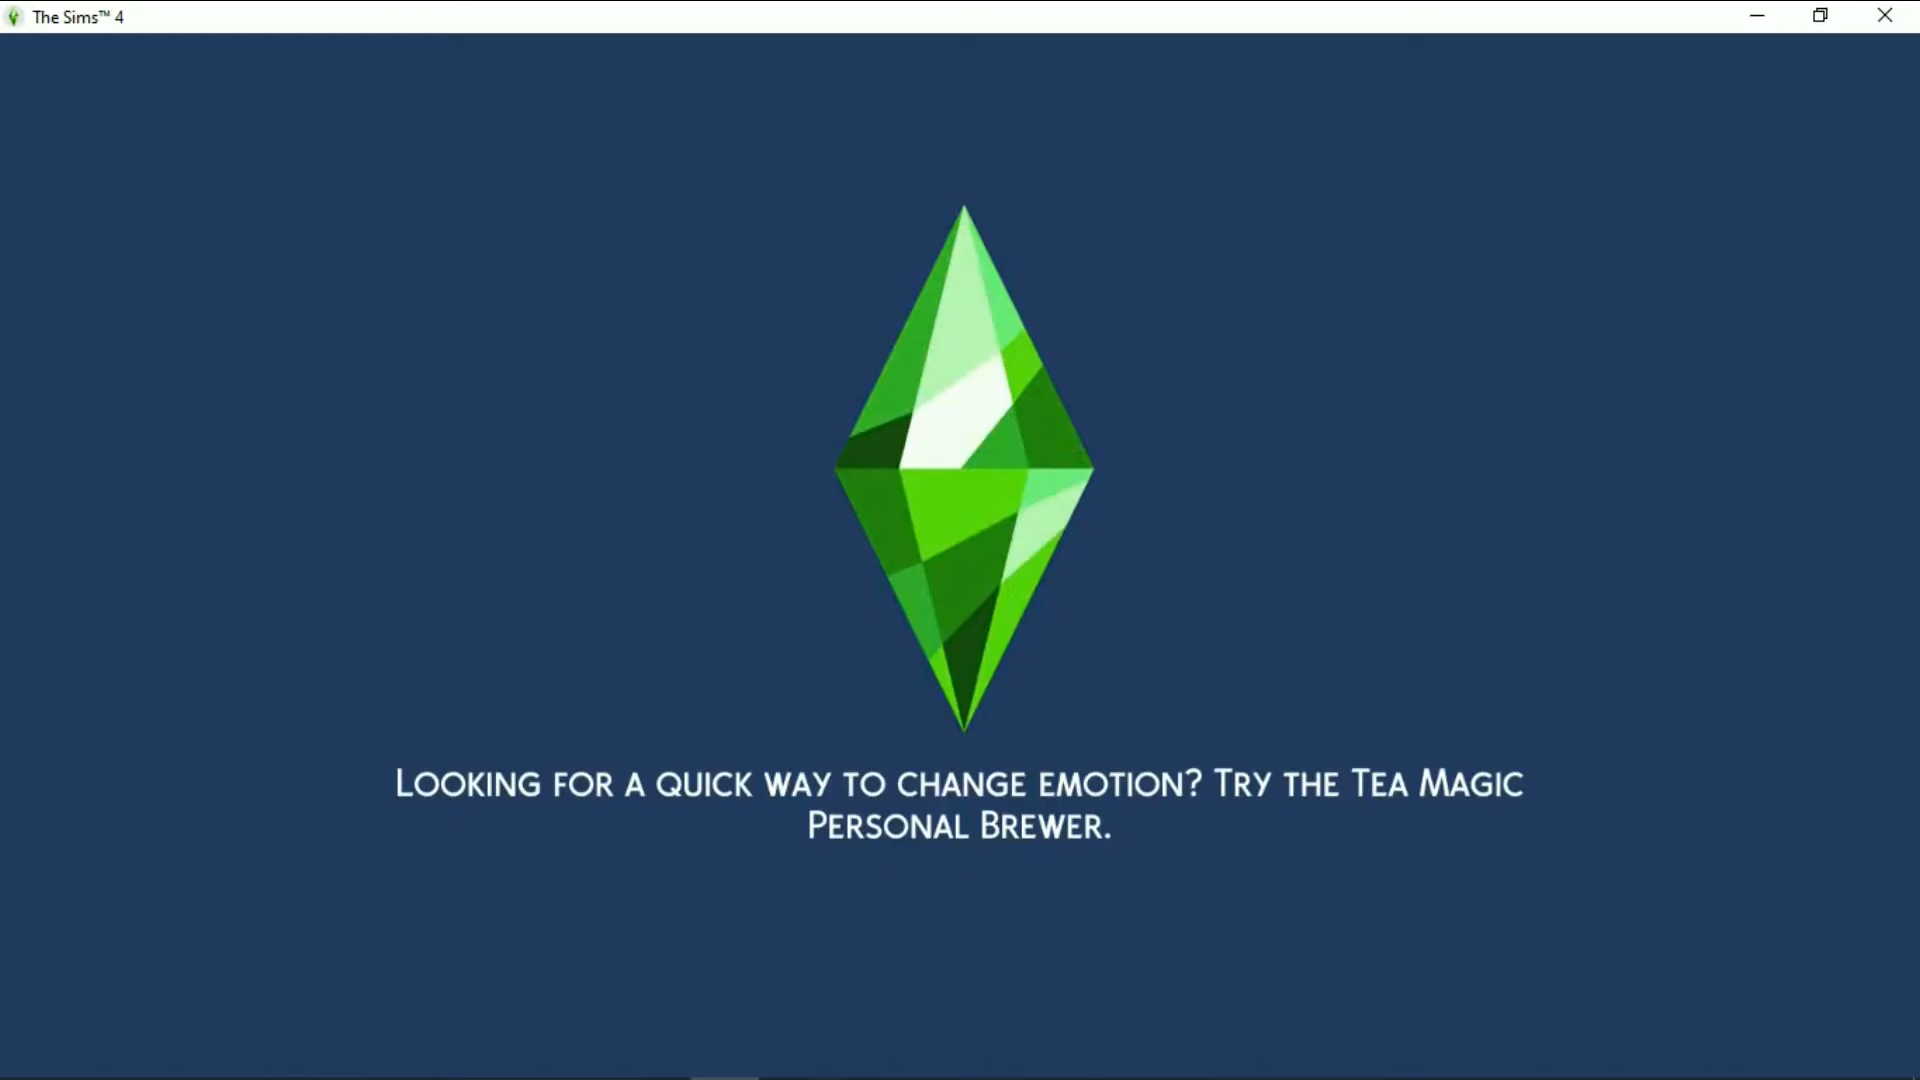 The Sims™ 4
Looking for a quick way to change emotion? Try the Tea Magic
Personal Brewer.